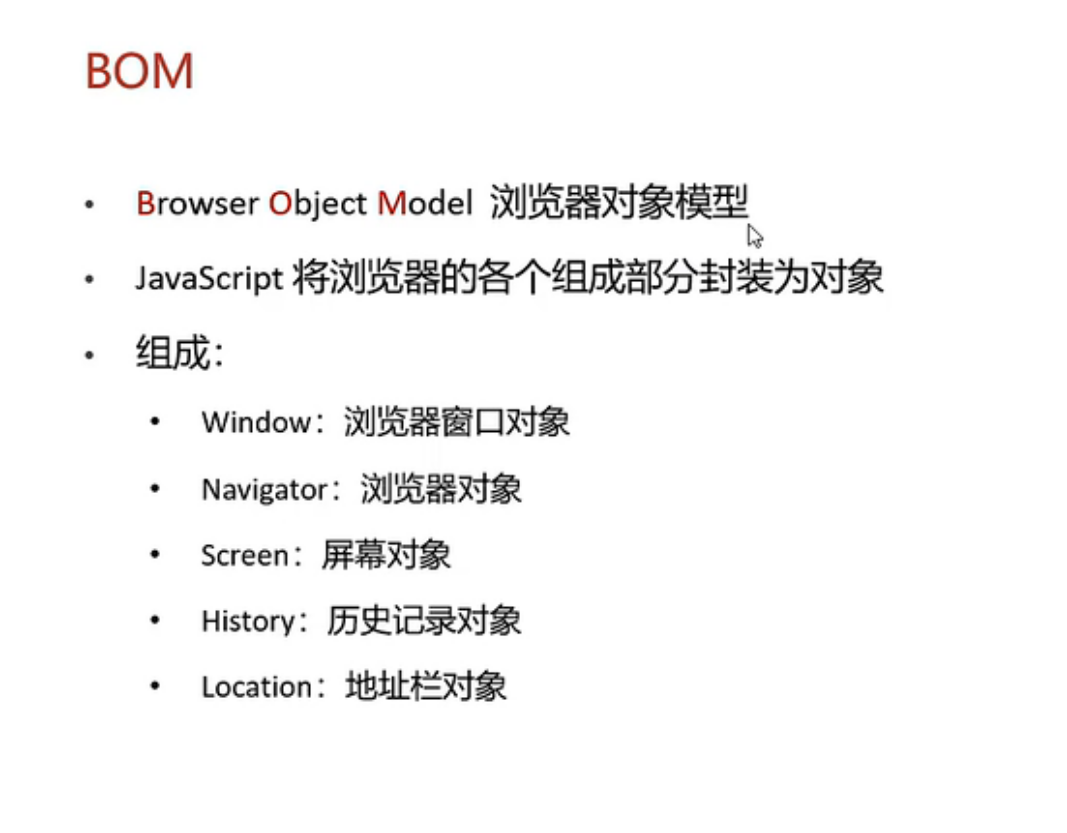 BOM
• Browser Object Model 浏览器对象模型
• JavaScript 将浏览器的各个组成部分封装为对象
• 组成：
• Window：浏览器窗口对象
• Navigator：浏览器对象
• Screen：屏幕对象
• History：历史记录对象
• Location：地址栏对象